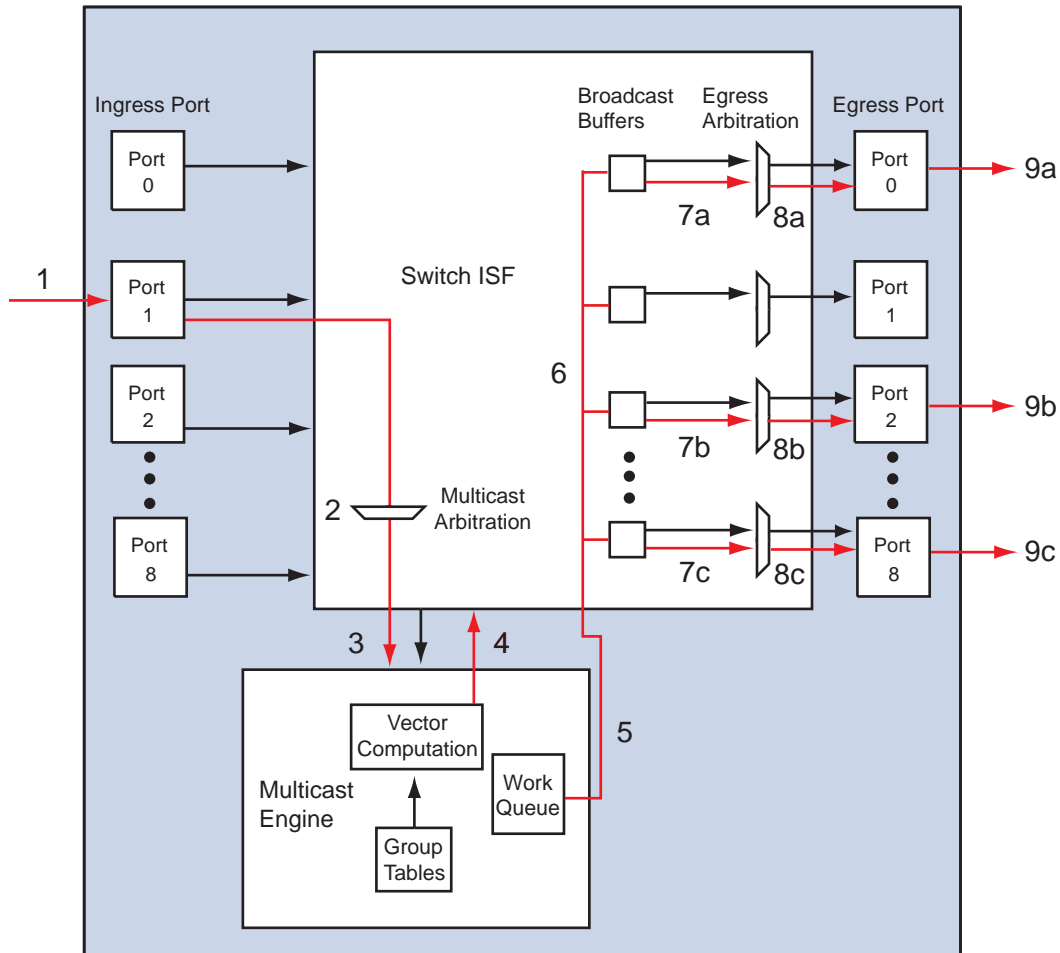 Ingress Port
Broadcast
Buffers
Egress
Arbitration
Egress Port
Port
0
Port
0
9a
7a
8a
1
Port
1
Switch ISF
Port
1
6
Port
2
Port
2
9b
7b
8b
2
Multicast
Arbitration
Port
8
Port
8
9c
7c
8c
3
4
5
Vector
Computation
Multicast
Engine
Work
Queue
Group
Tables